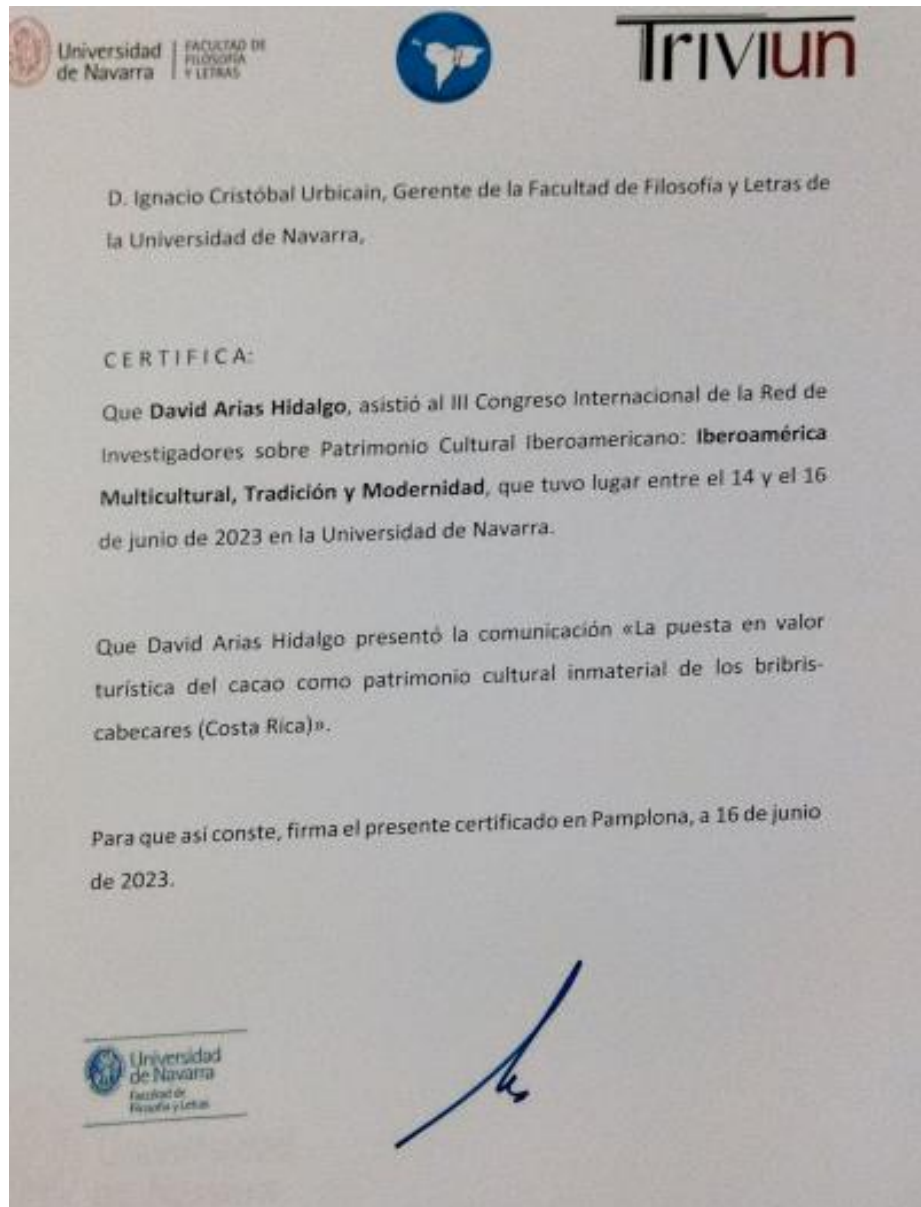 Universidad
de Navarra
FACULTAD DE
FILOSOFÍA
Y LETRAS
Triviun
D. Ignacio Cristóbal Urbicain, Gerente de la Facultad de Filosofía y Letras de
la Universidad de Navarra,
CERTIFICA:
Que David Arias Hidalgo, asistió al III Congreso Internacional de la Red de
Investigadores sobre Patrimonio Cultural Iberoamericano: Iberoamérica
Multicultural, Tradición y Modernidad, que tuvo lugar entre el 14 y el 16
de junio de 2023 en la Universidad de Navarra.
Que David Arias Hidalgo presentó la comunicación «La puesta en valor
turística del cacao como patrimonio cultural inmaterial de los bribris-
cabecares (Costa Rica)».
Para que así conste, firma el presente certificado en Pamplona, a 16 de junio
de 2023.
Universidad
de Navarra
Facultad de
Filosofía y Letras